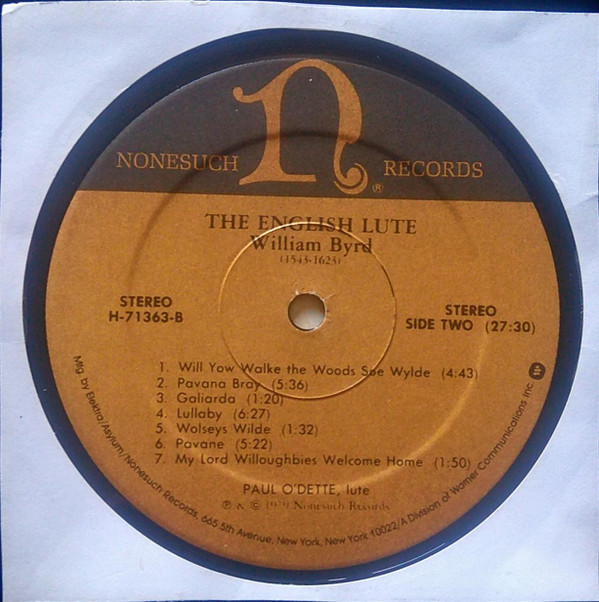 n
NONESUCH RECORDS
®
THE ENGLISH LUTE
William Byrd
(1543-1623)
STEREO
H-71363-B
STEREO
SIDE TWO (27:30)
1. Will Yow Walke the Woods Soe Wylde (4:43)
2. Pavana Bray (5:36)
3. Galiarda (1:20)
4. Lullaby (6:27)
5. Wolseys Wilde (1:32)
6. Pavane (5:22)
7. My Lord Willoughbies Welcome Home (1:50)
PAUL O'DETTE, lute
℗ & © 1979 Nonesuch Records
Mfg. by Elektra/Asylum/Nonesuch Records, 665 5th Avenue, New York, New York 10022/A Division of Warner Communications Inc.